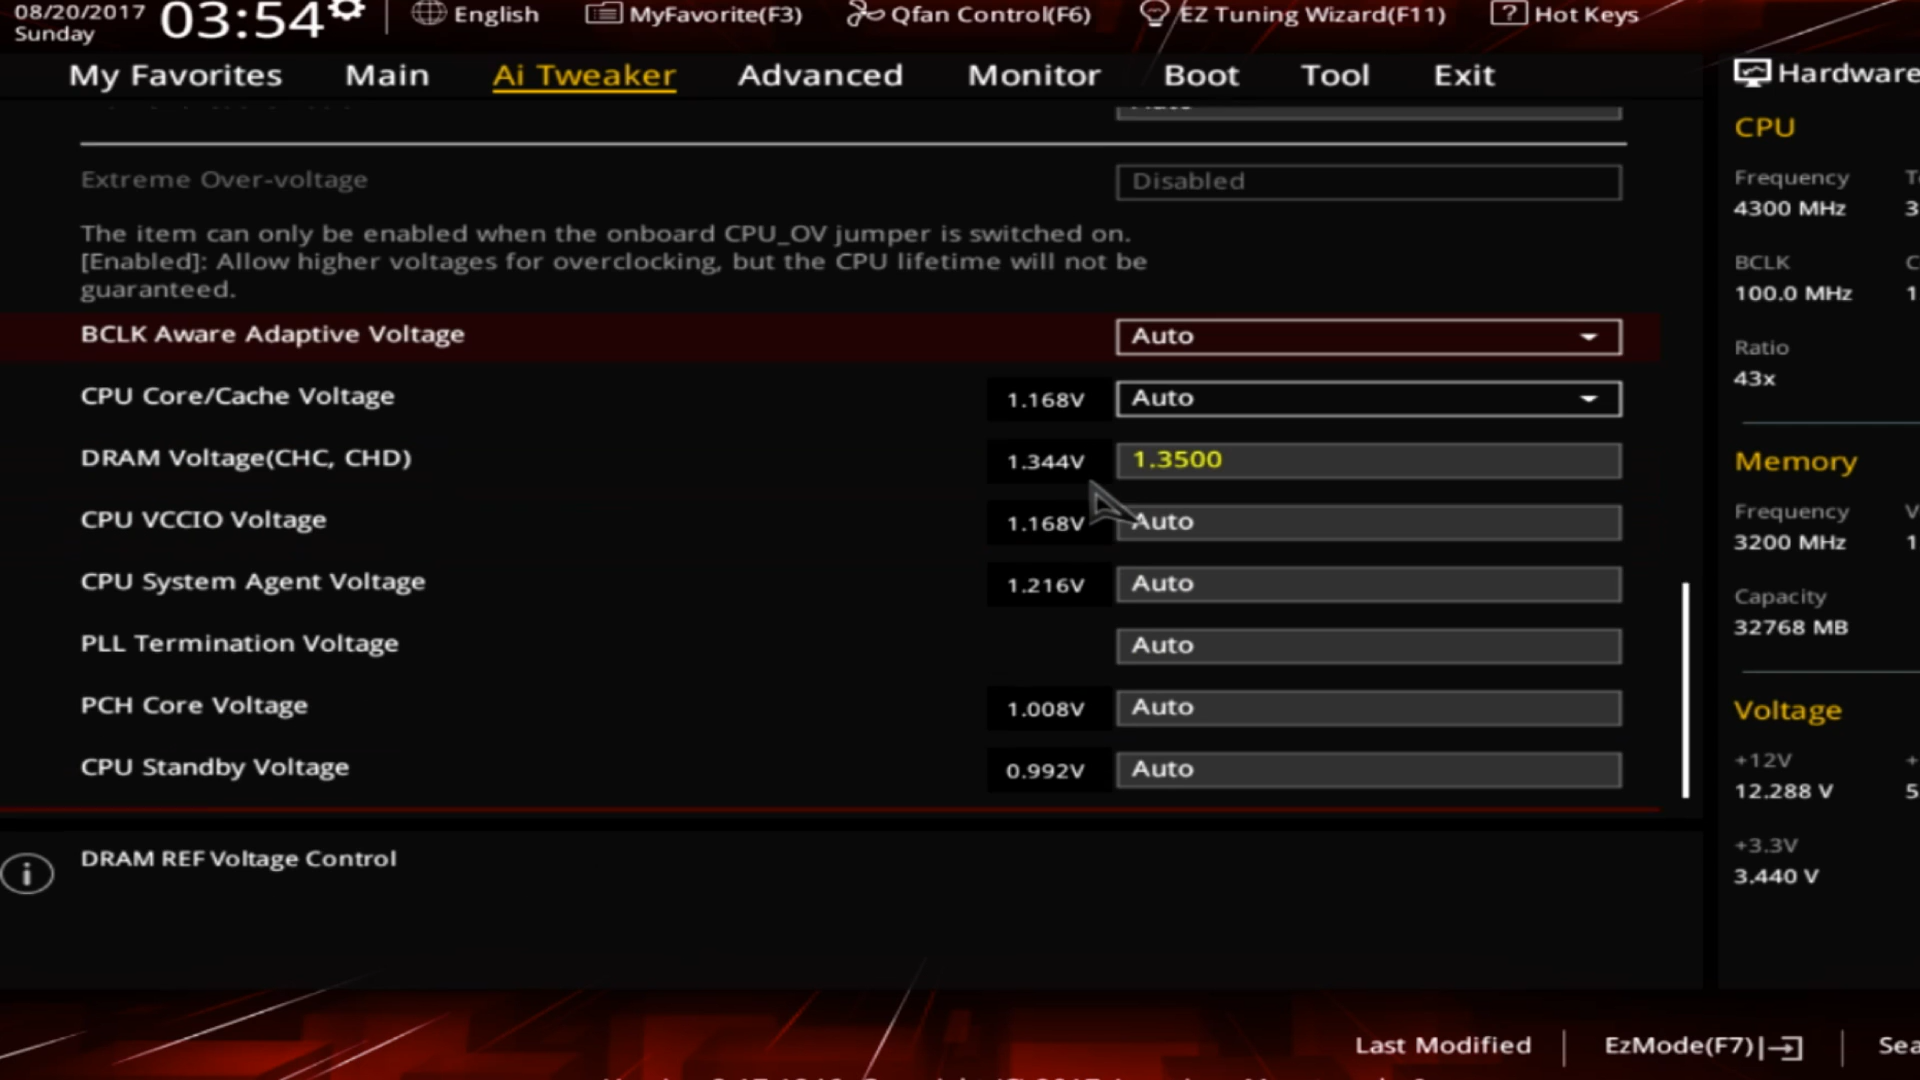 08/20/2017
Sunday
03:54
English
MyFavorite(F3)
Qfan Control(F6)
EZ Tuning Wizard(F11)
Hot Keys
My Favorites
Main
Ai Tweaker
Advanced
Monitor
Boot
Tool
Exit
Extreme Over-voltage
Disabled
The item can only be enabled when the onboard CPU_OV jumper is switched on.
[Enabled]: Allow higher voltages for overclocking, but the CPU lifetime will not be
guaranteed.
BCLK Aware Adaptive Voltage
Auto
CPU Core/Cache Voltage
1.168V
Auto
DRAM Voltage(CHC, CHD)
1.344V
1.3500
CPU VCCIO Voltage
1.168V
Auto
CPU System Agent Voltage
1.216V
Auto
PLL Termination Voltage
Auto
PCH Core Voltage
1.008V
Auto
CPU Standby Voltage
0.992V
Auto
DRAM REF Voltage Control
Hardware
CPU
Frequency
4300 MHz
BCLK
100.0 MHz
Ratio
43x
Memory
Frequency
3200 MHz
Capacity
32768 MB
Voltage
+12V
12.288 V
+3.3V
3.440 V
Last Modified
EzMode(F7)